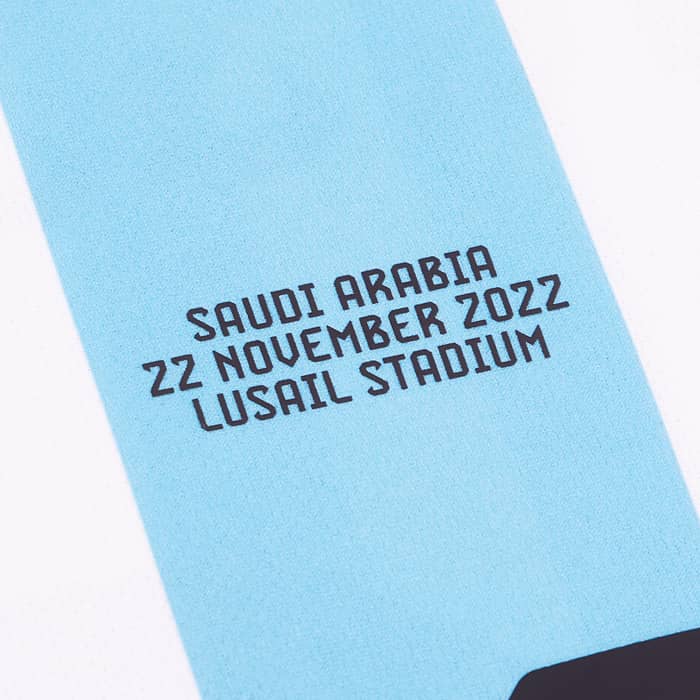 SAUDI ARABIA
22 NOVEMBER 2022
LUSAIL STADIUM